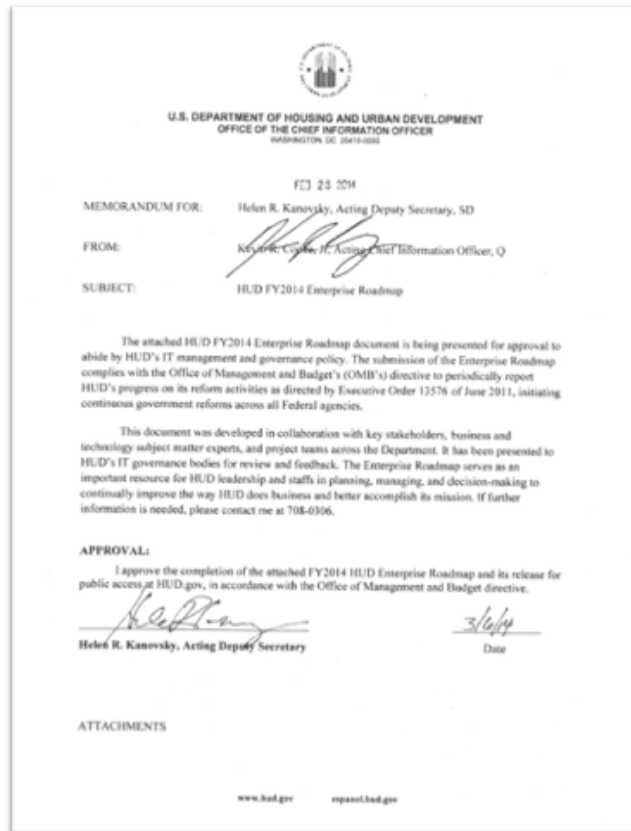 U.S. DEPARTMENT OF HOUSING AND URBAN DEVELOPMENT
OFFICE OF THE CHIEF INFORMATION OFFICER
WASHINGTON, DC 20410-
2014
MEMORANDUM FOR: Helen R. Kanovsky, Acting Deputy Secretary, SD
FROM: Acting Chief Information Officer, Q
SUBJECT: HUD FY2014 Enterprise Roadmap
The attached HUD FY2014 Enterprise Roadmap document is being presented for approval to
abide by HUD's IT management and governance policy. The submission of the Enterprise Roadmap
complies with the Office of Management and Budget's (OMB's) directive to periodically report
HUD's progress on its reform activities as directed by Executive Order 13576 of June 2011, initiating
continuous government reforms across all Federal agencies.
This document was developed in collaboration with key stakeholders, business and
technology subject matter experts, and project teams across the Department. It has been presented to
HUD's IT governance bodies for review and feedback. The Enterprise Roadmap serves as an
important resource for HUD leadership and staffs in planning, managing, and decision-making to
continually improve the way HUD does business and better accomplish its mission. If further
information is needed, please contact me at 708-0306.
APPROVAL:
I approve the completion of the attached FY2014 HUD Enterprise Roadmap and its release for
public access at HUD.gov, in accordance with the Office of Management and Budget directive.
3/6/14
Helen R. Kanovsky, Acting Deputy Secretary Date
ATTACHMENTS
www.hud.gov espanol.hud.gov